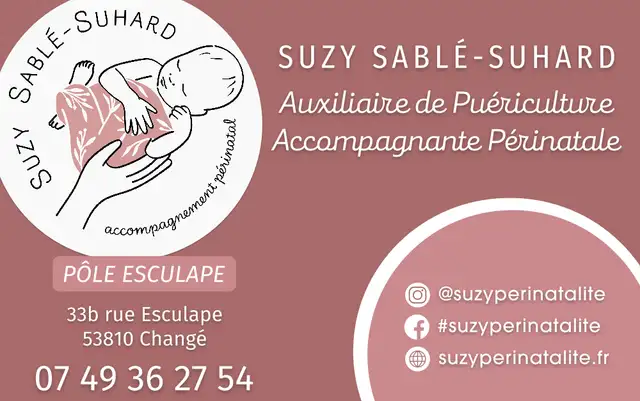 SUZY SABLÉ-SUHARD
accompagnement périnatal
SUZY SABLÉ-SUHARD
Auxiliaire de Puériculture
Accompagnante Périnatale
PÔLE ESCULAPE
33b rue Esculape
53810 Changé
07 49 36 27 54
@suzyperinatalite
#suzyperinatalite
suzyperinatalite.fr